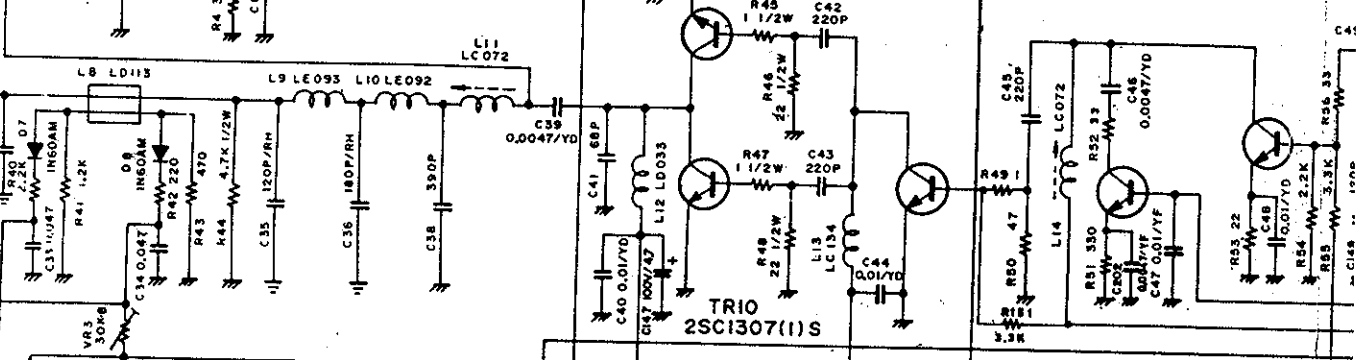 R45
1 1/2W
C42
220P
L11
LC072
L8 LD113
L9 LE093
L10 LE092
C39
0.0047/YD
R46
22 1/2W
C45
220P
L14
LC072
C46
0.0047/YD
R52 33
R56 33
R40
2.2K
D7
1N60AM
R41 1.2K
D8
1N60AM
R42 220
R43
470
R44
4.7K 1/2W
C35
120P/RH
C36
180P/RH
C38
390P
C41
68P
L12 LD033
R47
1 1/2W
C43
220P
R48
22 1/2W
L13
LC134
C44
0.01/YD
R49 1
R50
47
R51 330
C202
0.0047/YF
C47 0.01/YF
R53 22
C48
0.01/YD
R54
2.2K
R55
3.3K
C34 0.047
VR3
30KB
C40 0.01/YD
C147 100V/47
+
TR10
2SC1307(1)S
R181
3.3K